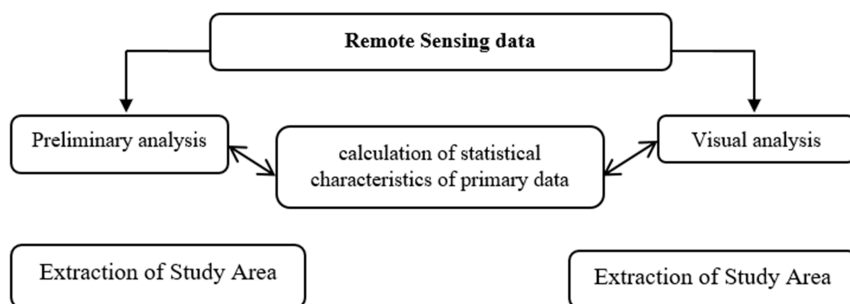 Remote Sensing data
Preliminary analysis
calculation of statistical
characteristics of primary data
Visual analysis
Extraction of Study Area
Extraction of Study Area